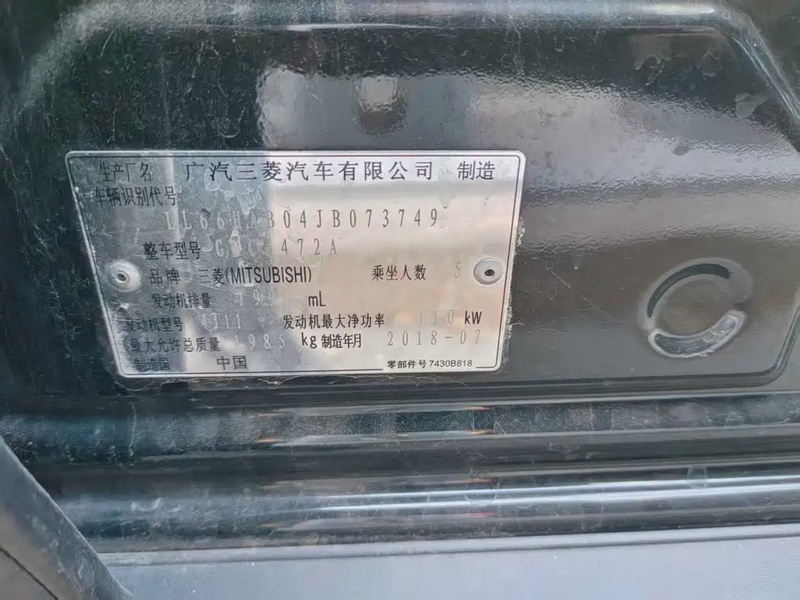 生产厂名 广汽三菱汽车有限公司 制造
车辆识别代号
整车型号
品牌 三菱(MITSUBISHI) 乘坐人数 5
发动机排量 mL
发动机型号 发动机最大净功率 110 kW
最大允许总质量 1985 kg 制造年月 2018-07
制造国 中国 零部件号 7430B818